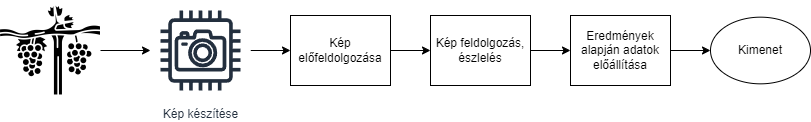 Kép készítése
Kép
előfeldolgozása
Kép feldolgozás,
észlelés
Eredmények
alapján adatok
előállítása
Kimenet